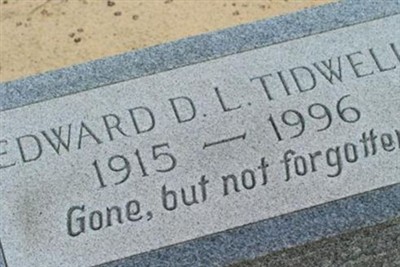 EDWARD D. L. TIDWELL
1915 — 1996
Gone, but not forgotten